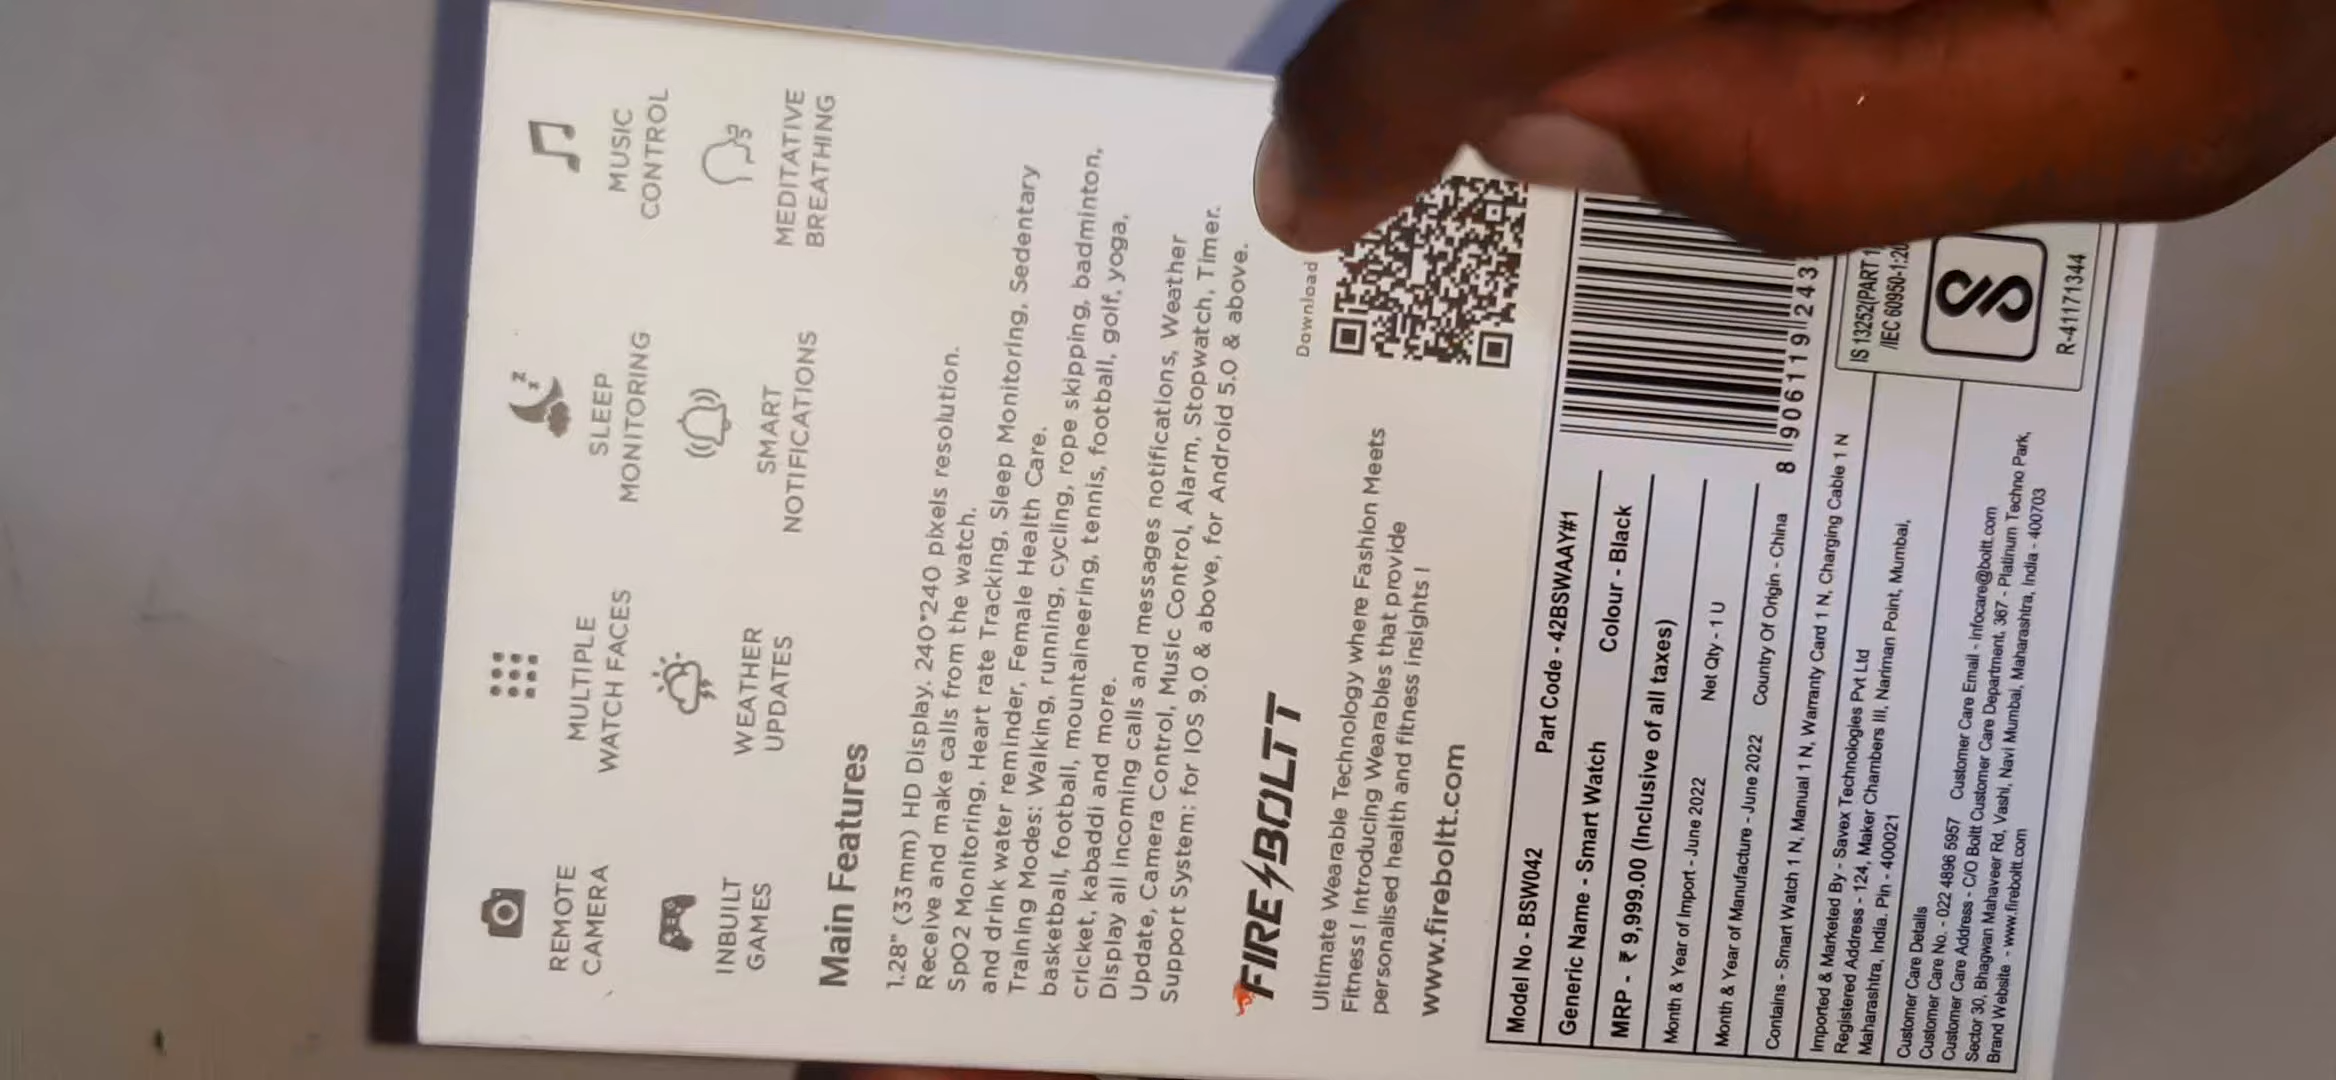 REMOTE
CAMERA
MULTIPLE
WATCH FACES
SLEEP
MONITORING
MUSIC
CONTROL
INBUILT
GAMES
WEATHER
UPDATES
SMART
NOTIFICATIONS
MEDITATIVE
BREATHING
Main Features
1.28" (33mm) HD Display. 240*240 pixels resolution.
Receive and make calls from the watch.
SpO2 Monitoring, Heart rate Tracking, Sleep Monitoring, Sedentary
and drink water reminder, Female Health Care.
Training Modes: Walking, running, cycling, rope skipping, badminton,
basketball, football, mountaineering, tennis, football, golf, yoga,
cricket, kabaddi and more.
Display all incoming calls and messages notifications, Weather
Update, Camera Control, Music Control, Alarm, Stopwatch, Timer.
Support System: for IOS 9.0 & above, for Android 5.0 & above.
FIRE BOLTT
Download
Ultimate Wearable Technology where Fashion Meets
Fitness! Introducing Wearables that provide
personalised health and fitness insights!
www.fireboltt.com
Model No - BSW042 Part Code - 42BSWAAY#1
Generic Name - Smart Watch Colour - Black
MRP - ₹ 9,999.00 (Inclusive of all taxes)
Month & Year of Import - June 2022 Net Qty - 1 U
Month & Year of Manufacture - June 2022 Country Of Origin - China
8 906119 243
Contains - Smart Watch 1 N, Manual 1 N, Warranty Card 1 N, Charging Cable 1 N
Imported & Marketed By - Savex Technologies Pvt Ltd
Registered Address - 124, Maker Chambers III, Nariman Point, Mumbai,
Maharashtra, India. Pin - 400021
IS 13252(PART 1
/IEC 60950-1:20
R-41171344
Customer Care Details
Customer Care No. - 022 4896 5957 Customer Care Email - Infocare@boltt.com
Customer Care Address - C/O Boltt Customer Care Department, 367 - Platinum Techno Park,
Sector 30, Bhagwan Mahaveer Rd, Vashi, Navi Mumbai, Maharashtra, India - 400703
Brand Website - www.fireboltt.com